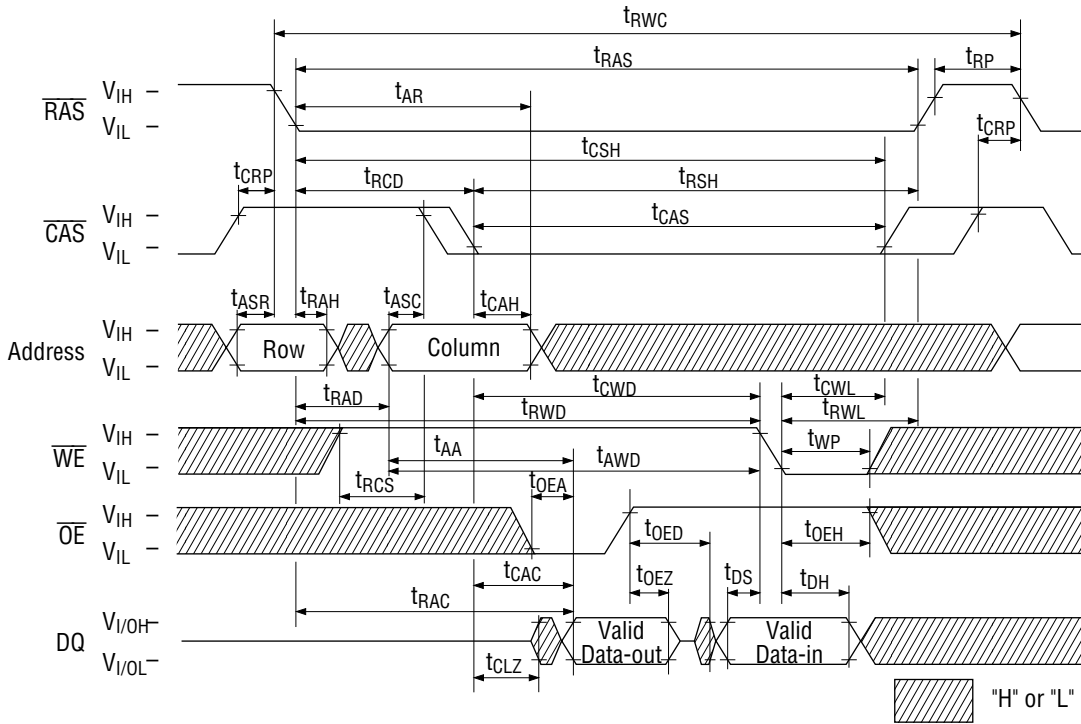 tRWC
tRAS
tRP
tAR
RAS
VIH
VIL
tCRP
tCSH
tCRP
tRCD
tRSH
CAS
VIH
VIL
tCAS
tASR
tRAH
tASC
tCAH
Address
VIH
VIL
Row
Column
tRAD
tCWD
tCWL
tRWD
tRWL
WE
VIH
VIL
tAA
tAWD
tWP
tRCS
tOEA
OE
VIH
VIL
tOED
tOEH
tCAC
tOEZ
tDS
tDH
tRAC
DQ
VI/OH
VI/OL
Valid
Data-out
Valid
Data-in
tCLZ
"H" or "L"